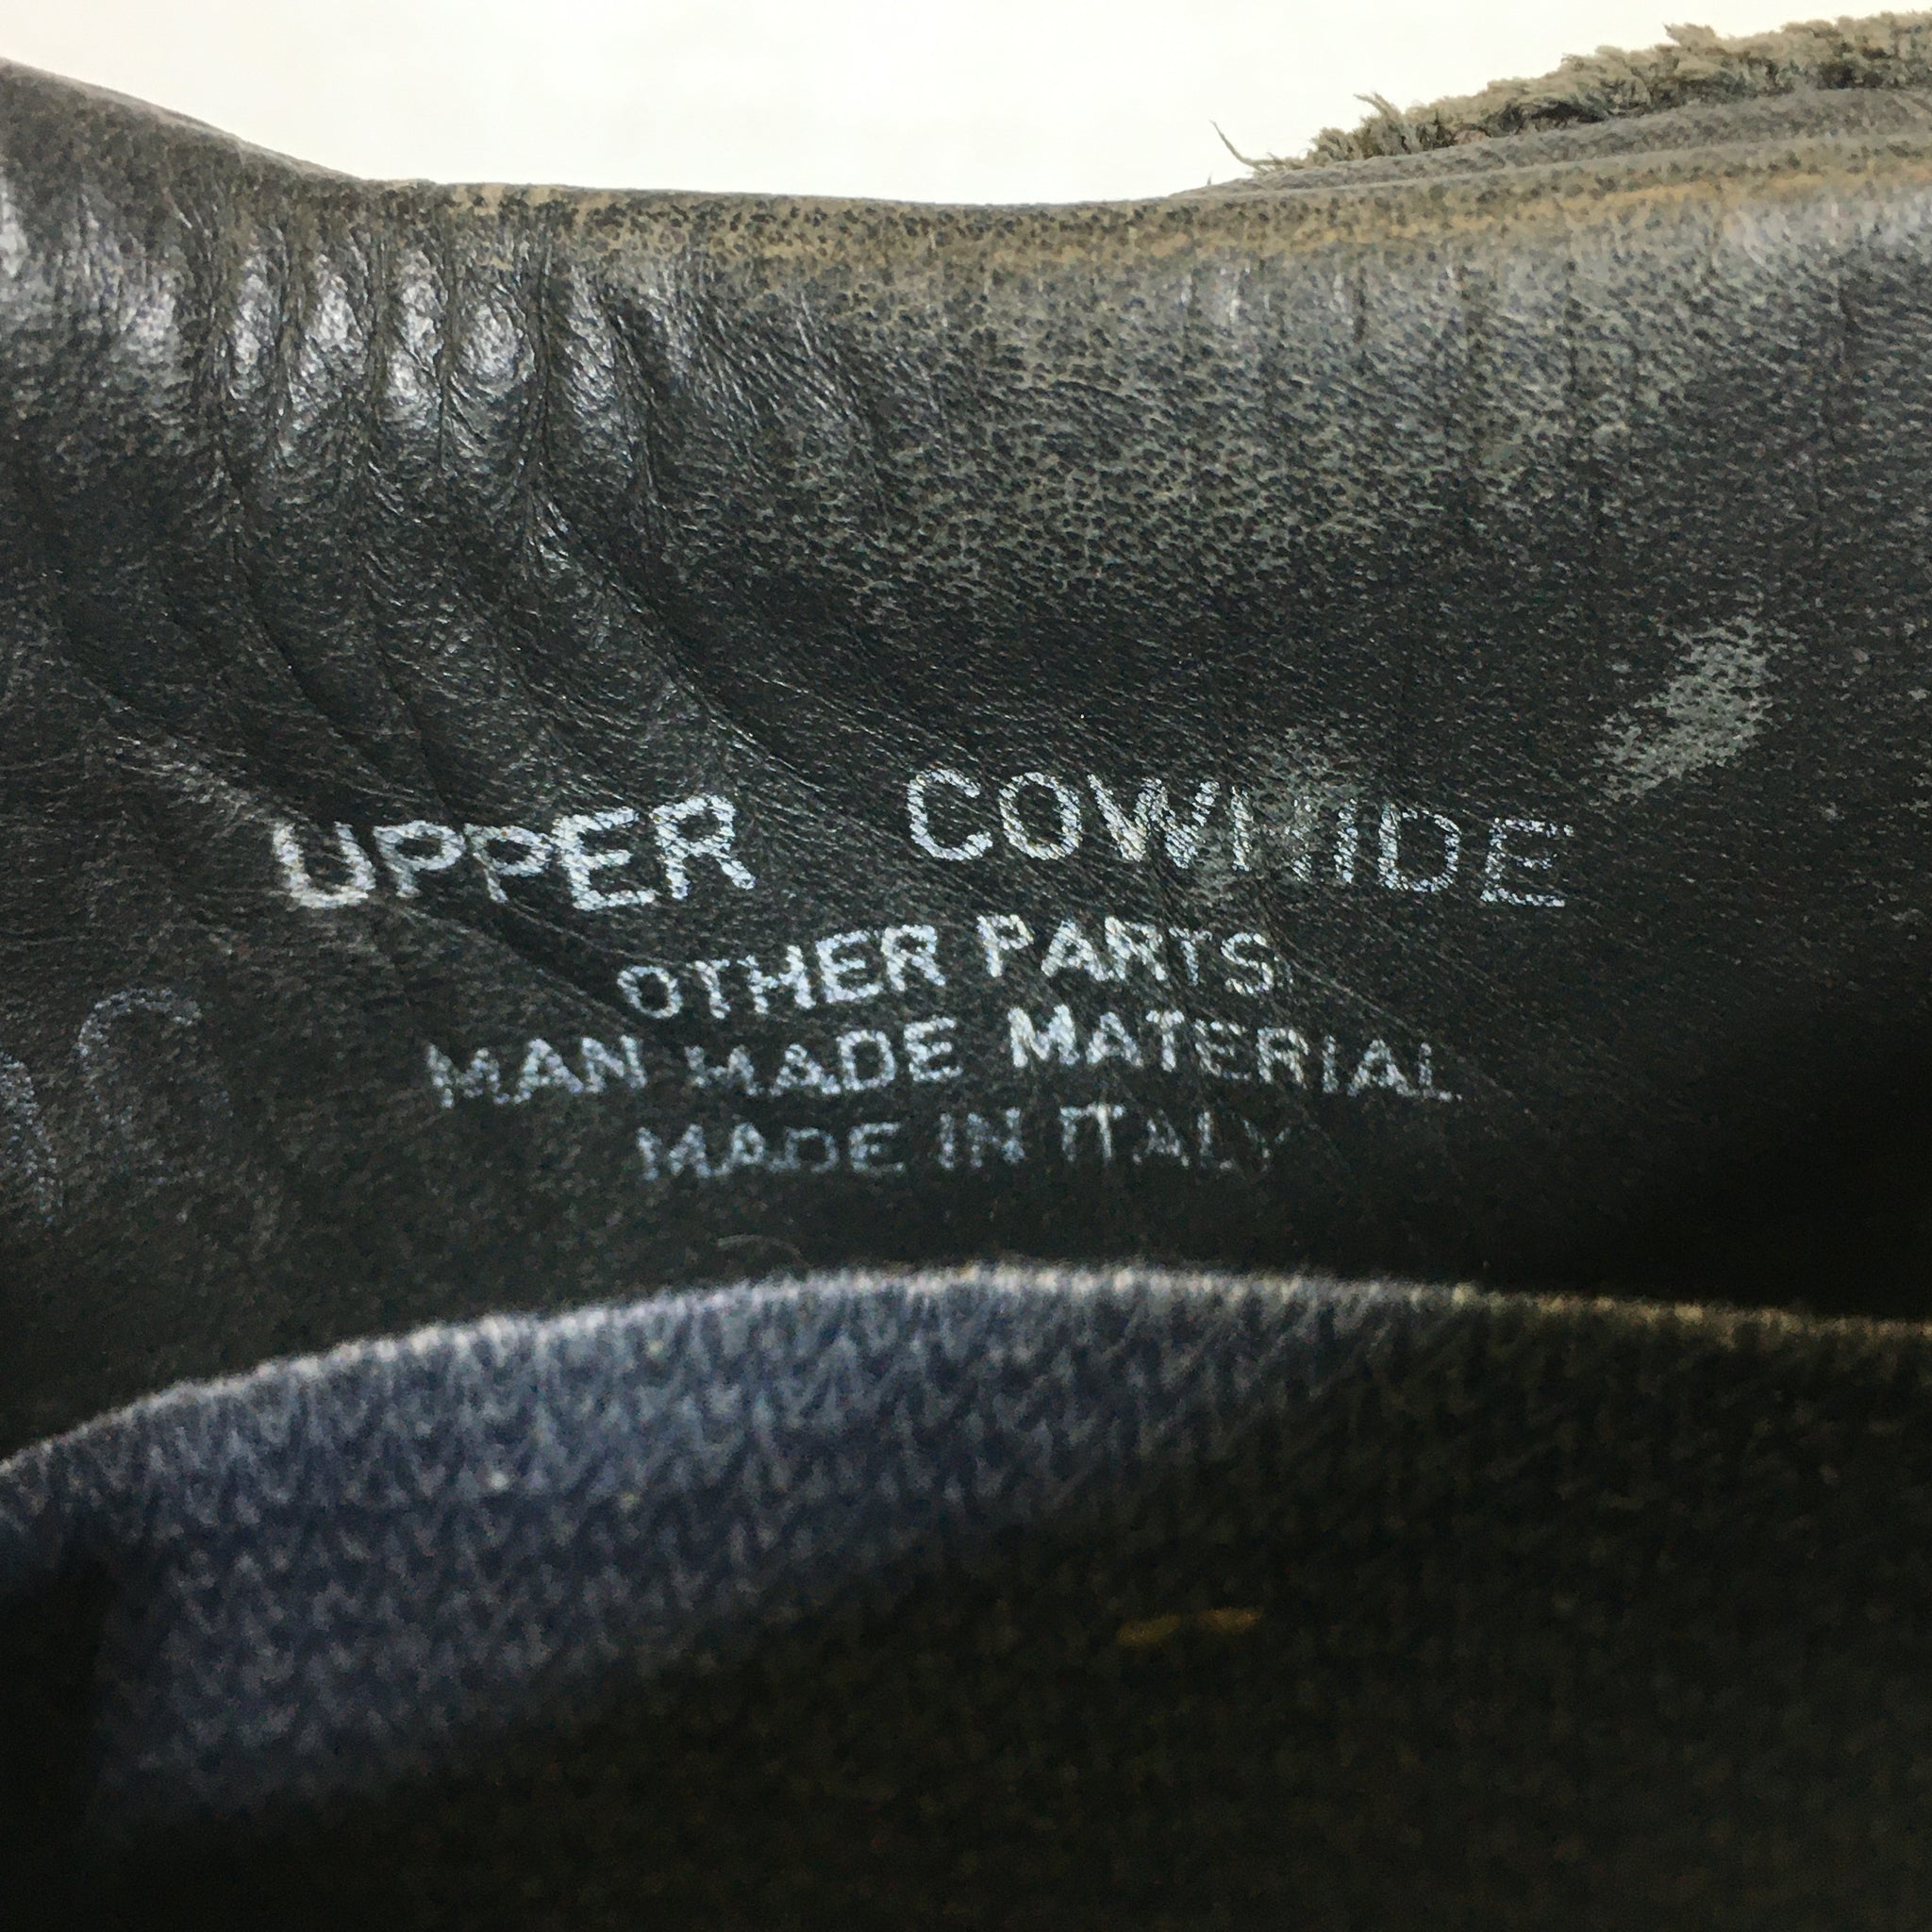 UPPER COWHIDE
OTHER PARTS
MAN MADE MATERIAL
MADE IN ITALY